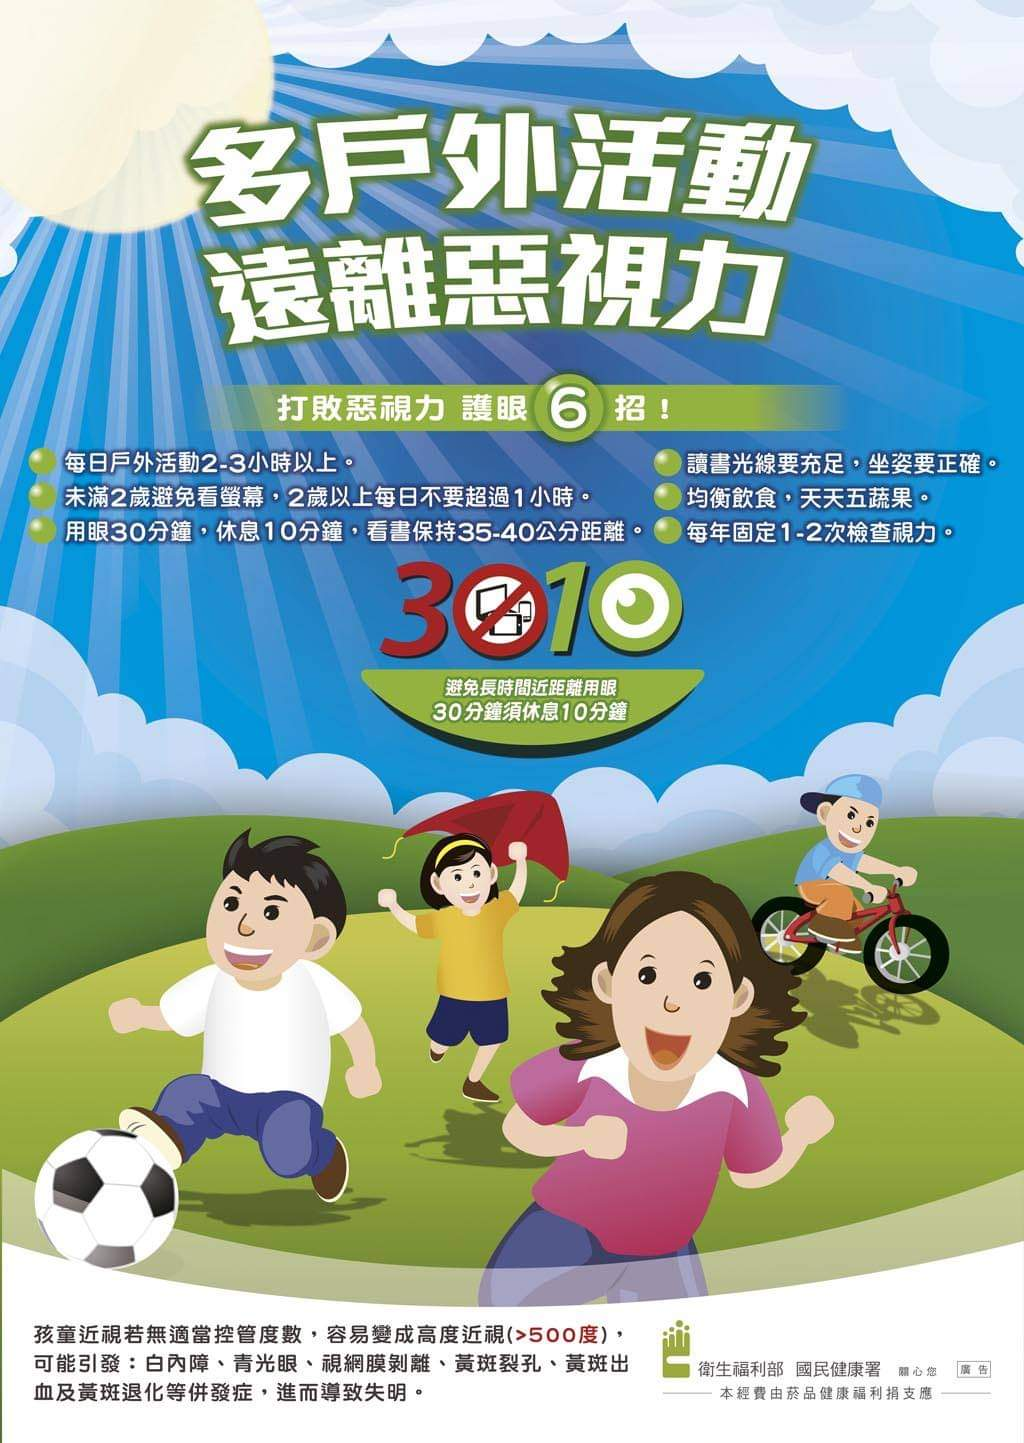 多戶外活動
遠離惡視力
打敗惡視力 護眼6招！
每日戶外活動2-3小時以上。
未滿2歲避免看螢幕，2歲以上每日不要超過1小時。
用眼30分鐘，休息10分鐘，看書保持35-40公分距離。
讀書光線要充足，坐姿要正確。
均衡飲食，天天五蔬果。
每年固定1-2次檢查視力。
3010
避免長時間近距離用眼
30分鐘須休息10分鐘
孩童近視若無適當控管度數，容易變成高度近視(>500度)，
可能引發：白內障、青光眼、視網膜剝離、黃斑裂孔、黃斑出
血及黃斑退化等併發症，進而導致失明。
衛生福利部 國民健康署 關心您 廣告
本經費由菸品健康福利捐支應